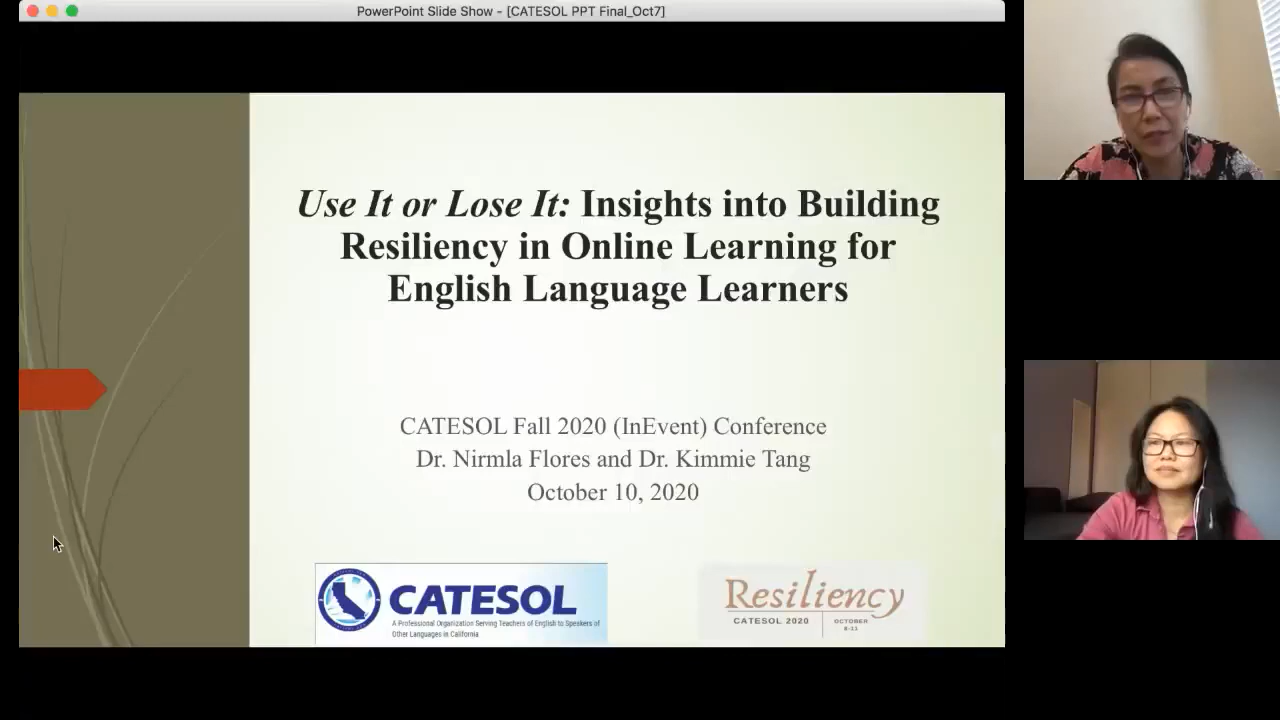 PowerPoint Slide Show - [CATESOL PPT Final_Oct7]
Use It or Lose It: Insights into Building
Resiliency in Online Learning for
English Language Learners
CATESOL Fall 2020 (InEvent) Conference
Dr. Nirmla Flores and Dr. Kimmie Tang
October 10, 2020
CATESOL
A Professional Organization Serving Teachers of English to Speakers of
Other Languages in California
Resiliency
CATESOL 2020
OCTOBER
8-11